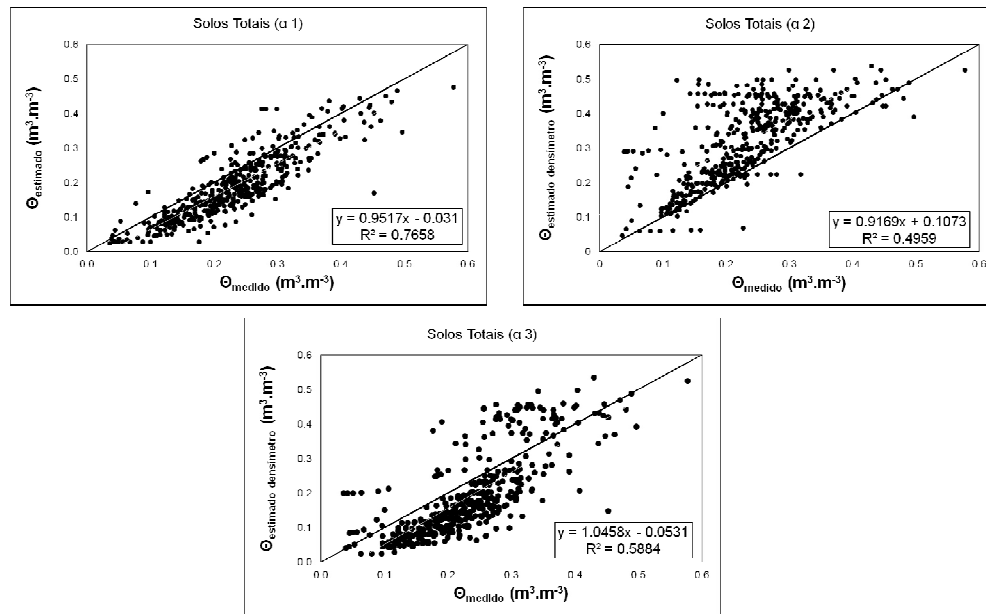 Solos Totais (α 1)
0.6
0.5
0.4
0.3
0.2
0.1
0.0
0.0 0.1 0.2 0.3 0.4 0.5 0.6
Θestimado (m³.m⁻³)
y = 0.9517x - 0.031
R² = 0.7658
Θmedido (m³.m⁻³)
Solos Totais (α 2)
0.6
0.5
0.4
0.3
0.2
0.1
0.0
0 0.1 0.2 0.3 0.4 0.5 0.6
Θestimado densímetro (m³.m⁻³)
y = 0.9169x + 0.1073
R² = 0.4959
Θmedido (m³.m⁻³)
Solos Totais (α 3)
0.6
0.5
0.4
0.3
0.2
0.1
0.0
0.0 0.1 0.2 0.3 0.4 0.5 0.6
Θestimado densímetro (m³.m⁻³)
y = 1.0458x - 0.0531
R² = 0.5884
Θmedido (m³.m⁻³)